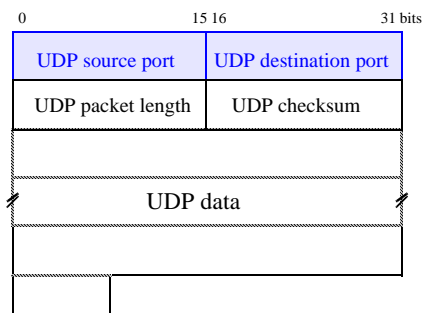 0 15 16 31 bits
UDP source port UDP destination port
UDP packet length UDP checksum
UDP data